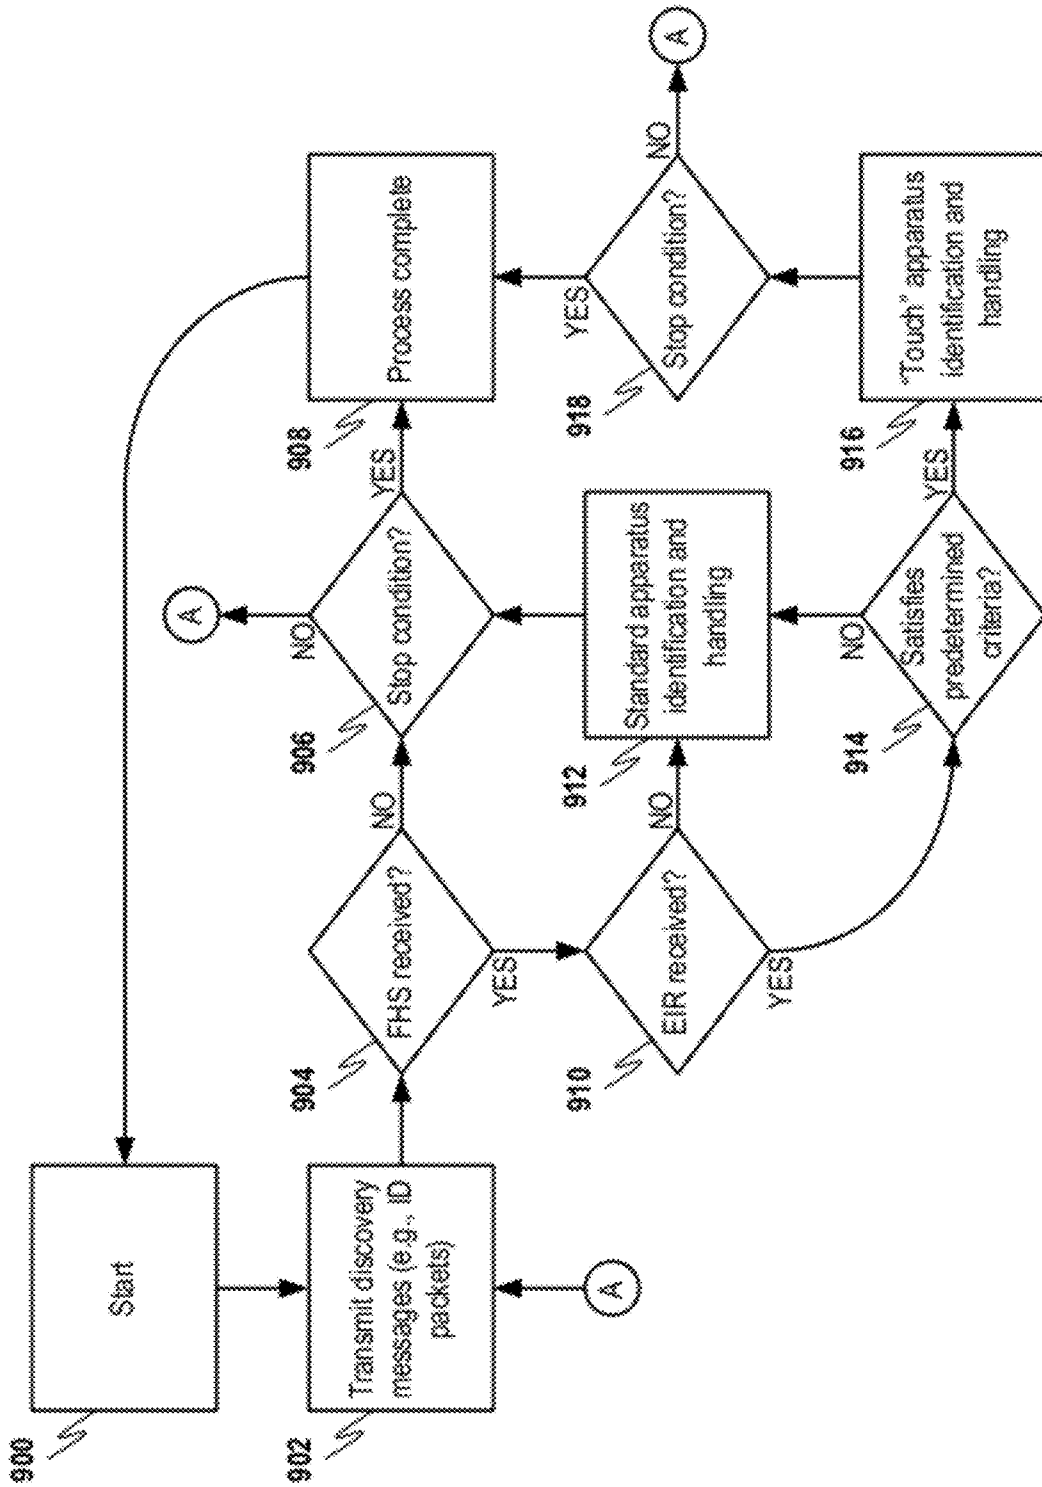 900
Start
902
Transmit discovery
messages (e.g., ID
packets)
A
904
FHS received?
NO
YES
906
Stop condition?
NO
YES
A
908
Process complete
910
EIR received?
NO
YES
912
Standard apparatus
identification and
handling
914
Satisfies
predetermined
criteria?
NO
YES
916
"Touch" apparatus
identification and
handling
918
Stop condition?
YES
NO
A